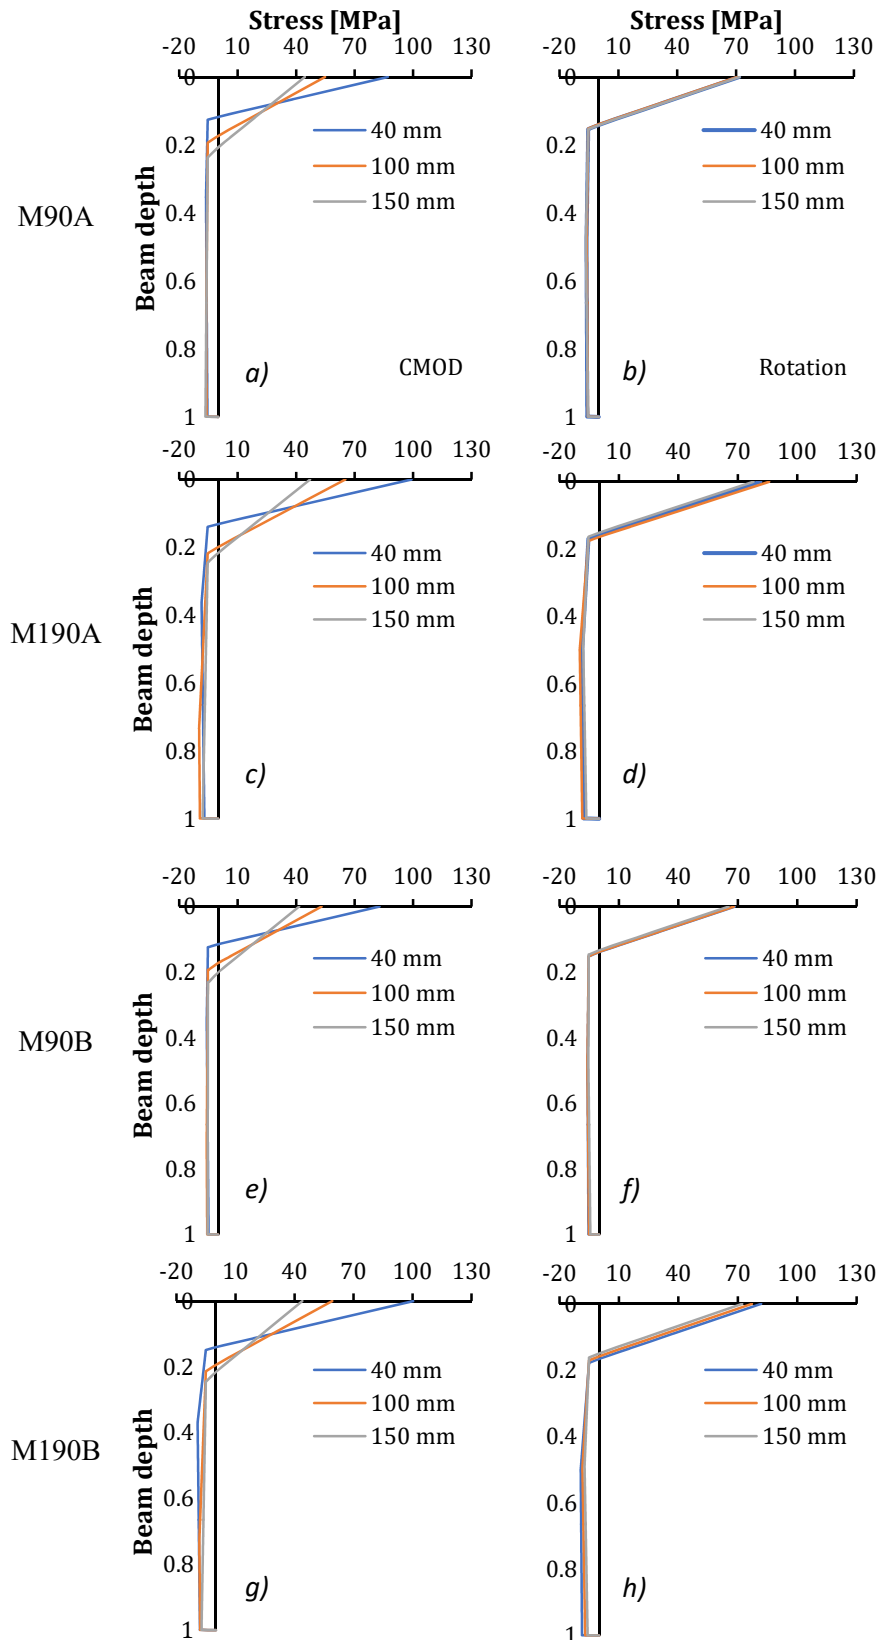 Stress [MPa]
Stress [MPa]
-20 10 40 70 100 130
-20 10 40 70 100 130
M90A
Beam depth
0
0.2
0.4
0.6
0.8
1
40 mm
100 mm
150 mm
a)
CMOD
0
0.2
0.4
0.6
0.8
1
40 mm
100 mm
150 mm
b)
Rotation
-20 10 40 70 100 130
-20 10 40 70 100 130
M190A
Beam depth
0
0.2
0.4
0.6
0.8
1
40 mm
100 mm
150 mm
c)
0
0.2
0.4
0.6
0.8
1
40 mm
100 mm
150 mm
d)
-20 10 40 70 100 130
-20 10 40 70 100 130
M90B
Beam depth
0
0.2
0.4
0.6
0.8
1
40 mm
100 mm
150 mm
e)
0
0.2
0.4
0.6
0.8
1
40 mm
100 mm
150 mm
f)
-20 10 40 70 100 130
-20 10 40 70 100 130
M190B
Beam depth
0
0.2
0.4
0.6
0.8
1
40 mm
100 mm
150 mm
g)
0
0.2
0.4
0.6
0.8
1
40 mm
100 mm
150 mm
h)